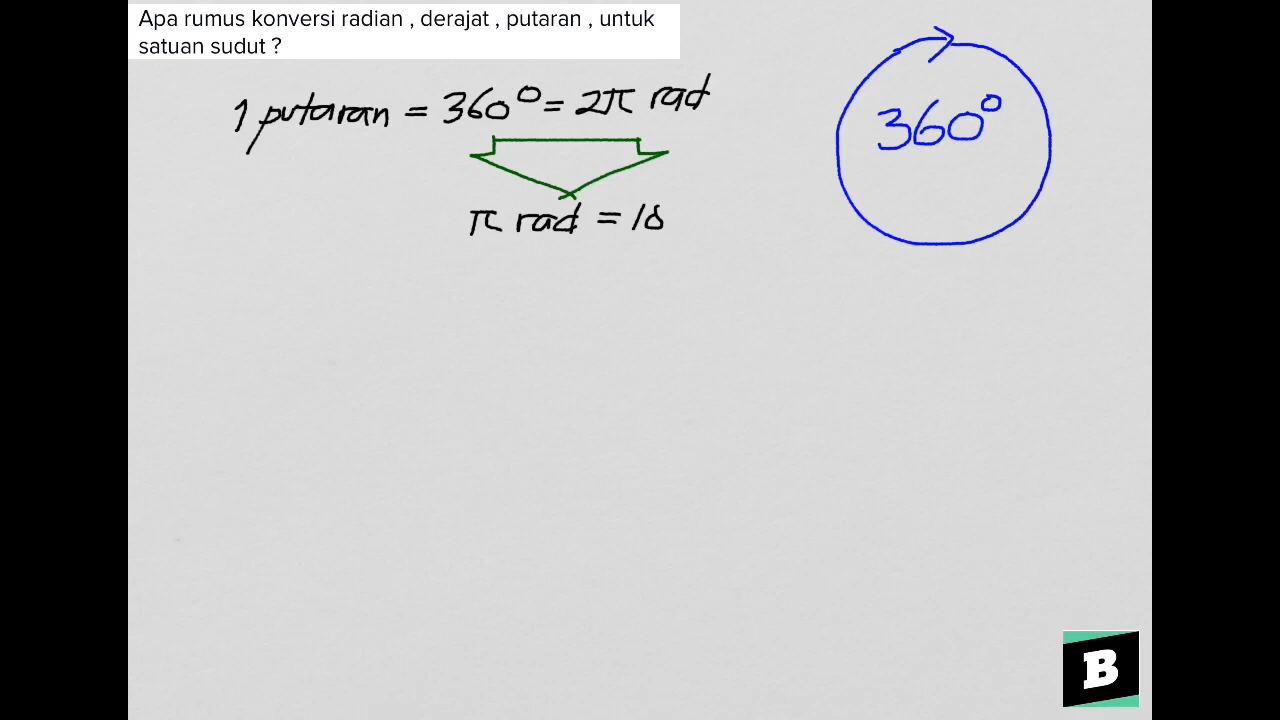 Apa rumus konversi radian , derajat , putaran , untuk
satuan sudut ?
1 putaran = 360° = 2π rad
360°
π rad = 18
B